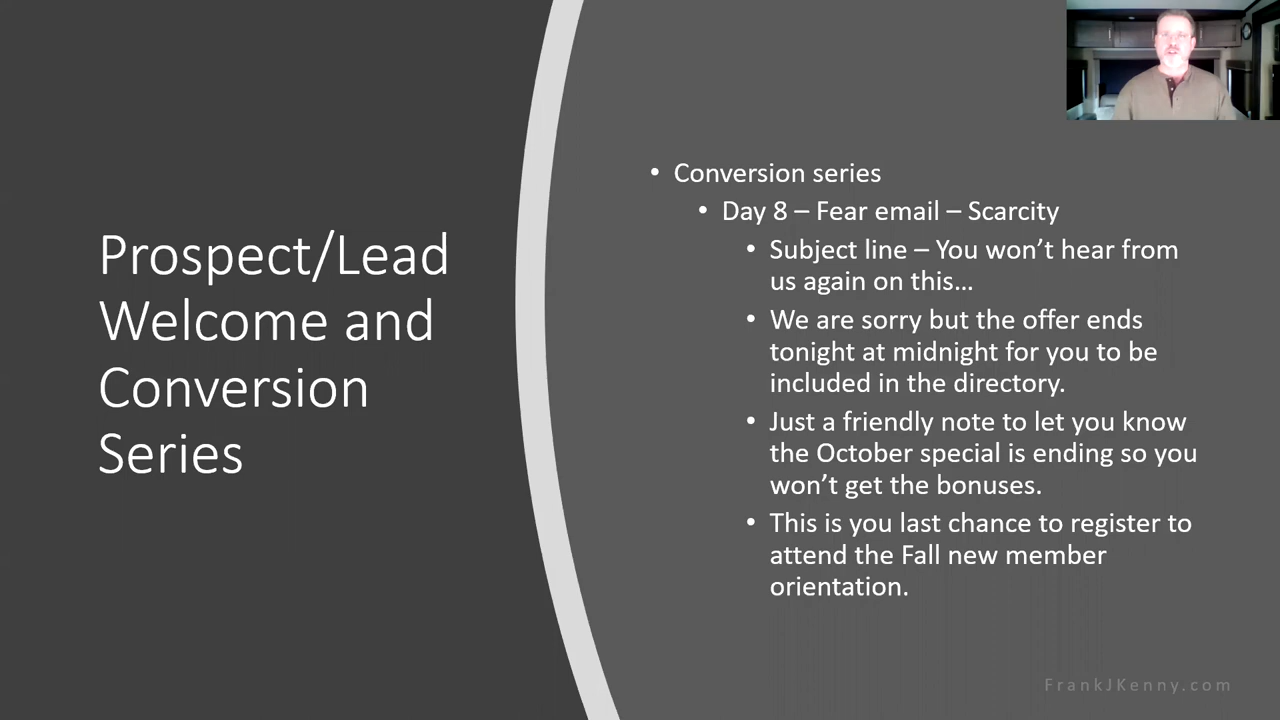 Prospect/Lead
Welcome and
Conversion
Series
• Conversion series
• Day 8 – Fear email – Scarcity
• Subject line – You won’t hear from
us again on this…
• We are sorry but the offer ends
tonight at midnight for you to be
included in the directory.
• Just a friendly note to let you know
the October special is ending so you
won’t get the bonuses.
• This is you last chance to register to
attend the Fall new member
orientation.
FrankJKenny.com